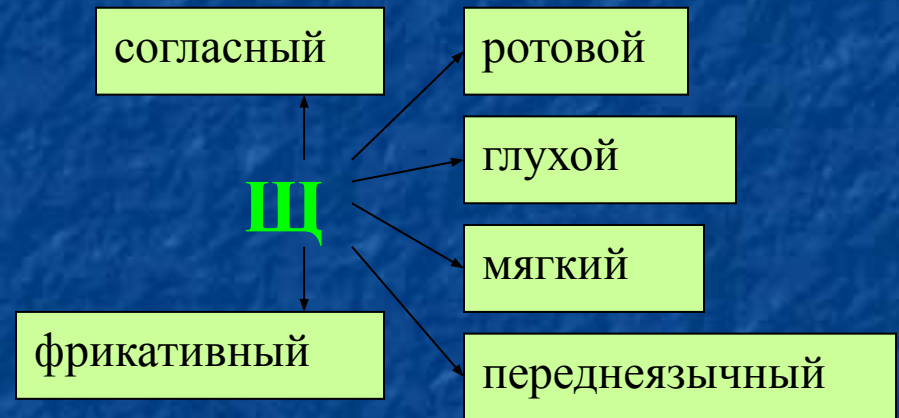 согласный
ротовой
глухой
Щ
мягкий
фрикативный
переднеязычный